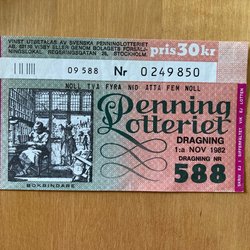 VINST UTBETALAS AV SVENSKA PENNINGLOTTERIET
AB, 621 19 VISBY ELLER GENOM BOLAGETS FÖRSÄLJ-
NINGSLOKAL, REGERINGSGATAN 26, STOCKHOLM
pris 30 kr
09 588 Nr 0249850
NOLL TVÅ FYRA NIO ÅTTA FEM NOLL
Penning
Lotteriet
DRAGNING
1:a NOV 1982
DRAGNING NR
588
BOKBINDARE